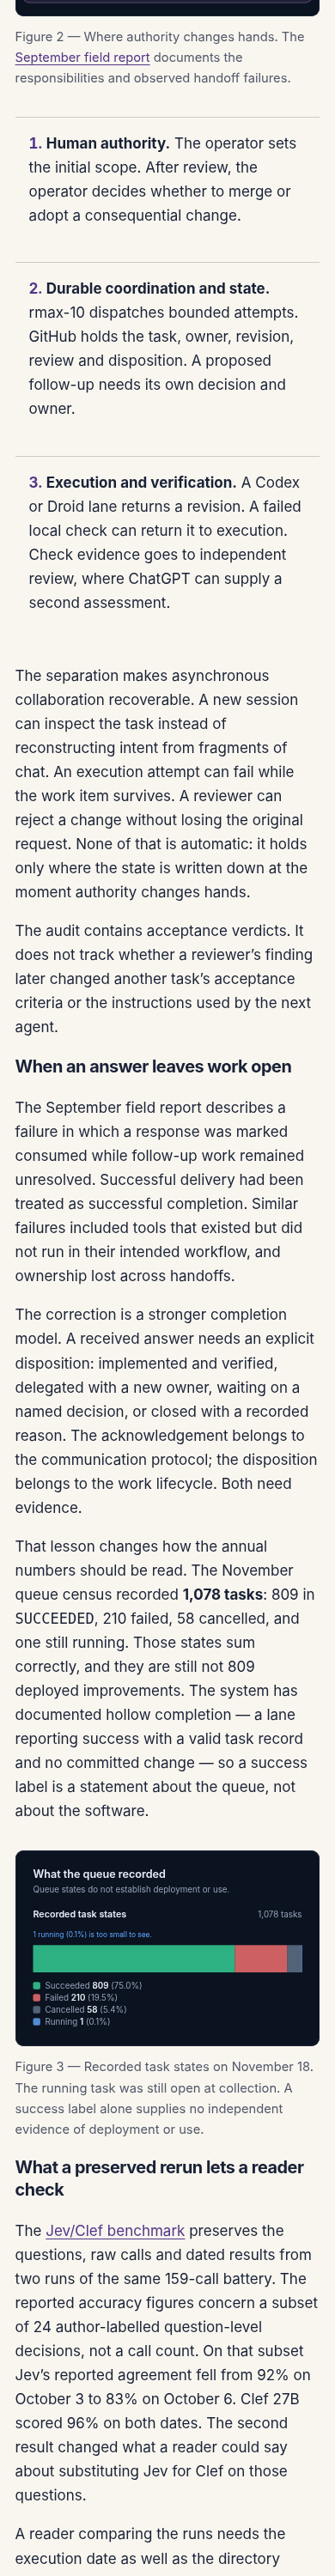 Figure 2 — Where authority changes hands. The
September field report documents the
responsibilities and observed handoff failures.
1. Human authority. The operator sets
the initial scope. After review, the
operator decides whether to merge or
adopt a consequential change.
2. Durable coordination and state.
rmax-10 dispatches bounded attempts.
GitHub holds the task, owner, revision,
review and disposition. A proposed
follow-up needs its own decision and
owner.
3. Execution and verification. A Codex
or Droid lane returns a revision. A failed
local check can return it to execution.
Check evidence goes to independent
review, where ChatGPT can supply a
second assessment.
The separation makes asynchronous
collaboration recoverable. A new session
can inspect the task instead of
reconstructing intent from fragments of
chat. An execution attempt can fail while
the work item survives. A reviewer can
reject a change without losing the original
request. None of that is automatic: it holds
only where the state is written down at the
moment authority changes hands.
The audit contains acceptance verdicts. It
does not track whether a reviewer’s finding
later changed another task’s acceptance
criteria or the instructions used by the next
agent.
When an answer leaves work open
The September field report describes a
failure in which a response was marked
consumed while follow-up work remained
unresolved. Successful delivery had been
treated as successful completion. Similar
failures included tools that existed but did
not run in their intended workflow, and
ownership lost across handoffs.
The correction is a stronger completion
model. A received answer needs an explicit
disposition: implemented and verified,
delegated with a new owner, waiting on a
named decision, or closed with a recorded
reason. The acknowledgement belongs to
the communication protocol; the disposition
belongs to the work lifecycle. Both need
evidence.
That lesson changes how the annual
numbers should be read. The November
queue census recorded 1,078 tasks: 809 in
SUCCEEDED, 210 failed, 58 cancelled, and
one still running. Those states sum
correctly, and they are still not 809
deployed improvements. The system has
documented hollow completion — a lane
reporting success with a valid task record
and no committed change — so a success
label is a statement about the queue, not
about the software.
What the queue recorded
Queue states do not establish deployment or use.
Recorded task states 1,078 tasks
1 running (0.1%) is too small to see.
Succeeded 809 (75.0%)
Failed 210 (19.5%)
Cancelled 58 (5.4%)
Running 1 (0.1%)
Figure 3 — Recorded task states on November 18.
The running task was still open at collection. A
success label alone supplies no independent
evidence of deployment or use.
What a preserved rerun lets a reader
check
The Jev/Clef benchmark preserves the
questions, raw calls and dated results from
two runs of the same 159-call battery. The
reported accuracy figures concern a subset
of 24 author-labelled question-level
decisions, not a call count. On that subset
Jev’s reported agreement fell from 92% on
October 3 to 83% on October 6. Clef 27B
scored 96% on both dates. The second
result changed what a reader could say
about substituting Jev for Clef on those
questions.
A reader comparing the runs needs the
execution date as well as the directory